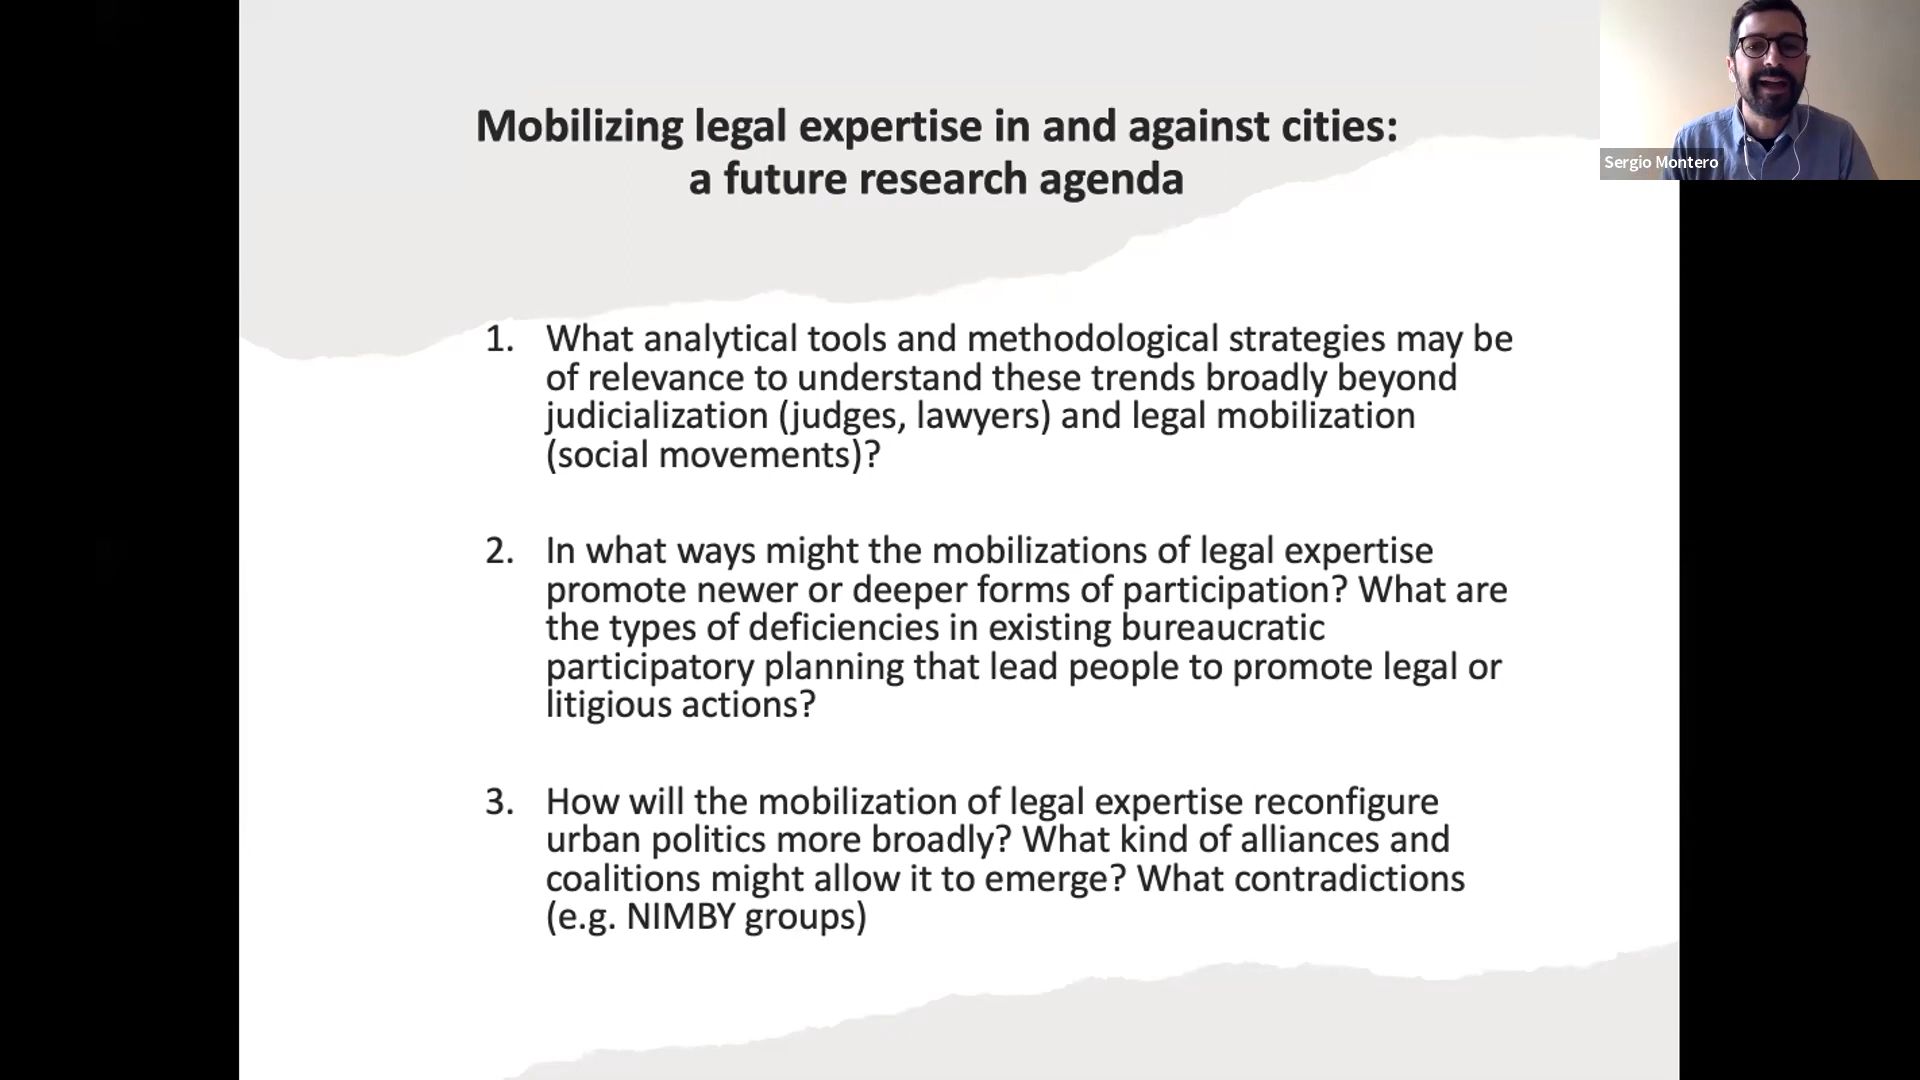 Mobilizing legal expertise in and against cities:
a future research agenda
Sergio Montero
1. What analytical tools and methodological strategies may be
of relevance to understand these trends broadly beyond
judicialization (judges, lawyers) and legal mobilization
(social movements)?
2. In what ways might the mobilizations of legal expertise
promote newer or deeper forms of participation? What are
the types of deficiencies in existing bureaucratic
participatory planning that lead people to promote legal or
litigious actions?
3. How will the mobilization of legal expertise reconfigure
urban politics more broadly? What kind of alliances and
coalitions might allow it to emerge? What contradictions
(e.g. NIMBY groups)